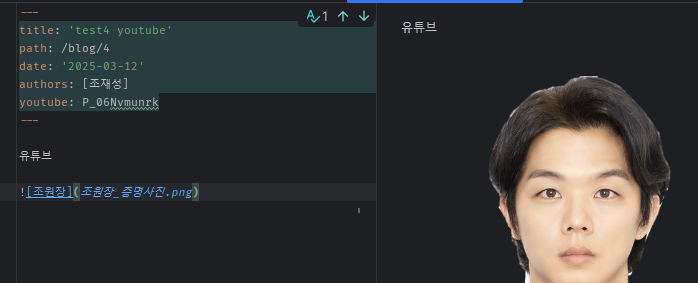 ---
title: 'test4 youtube'
path: /blog/4
date: '2025-03-12'
authors: [조재성]
youtube: P_06Nvmunrk
---
유튜브
![조원장](조원장_증명사진.png)
1
유튜브